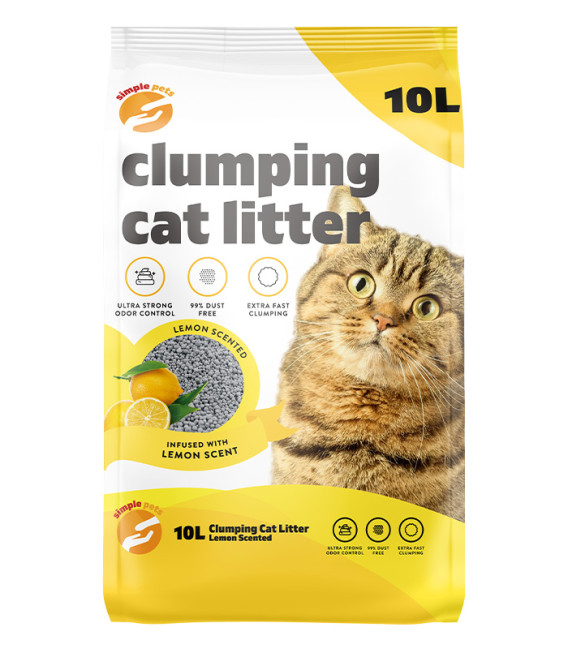 simple pets
10L
clumping
cat litter
ULTRA STRONG
ODOR CONTROL
99% DUST
FREE
EXTRA FAST
CLUMPING
LEMON SCENTED
INFUSED WITH
LEMON SCENT
simple pets
10L Clumping Cat Litter
Lemon Scented
ULTRA STRONG
ODOR CONTROL
99% DUST
FREE
EXTRA FAST
CLUMPING